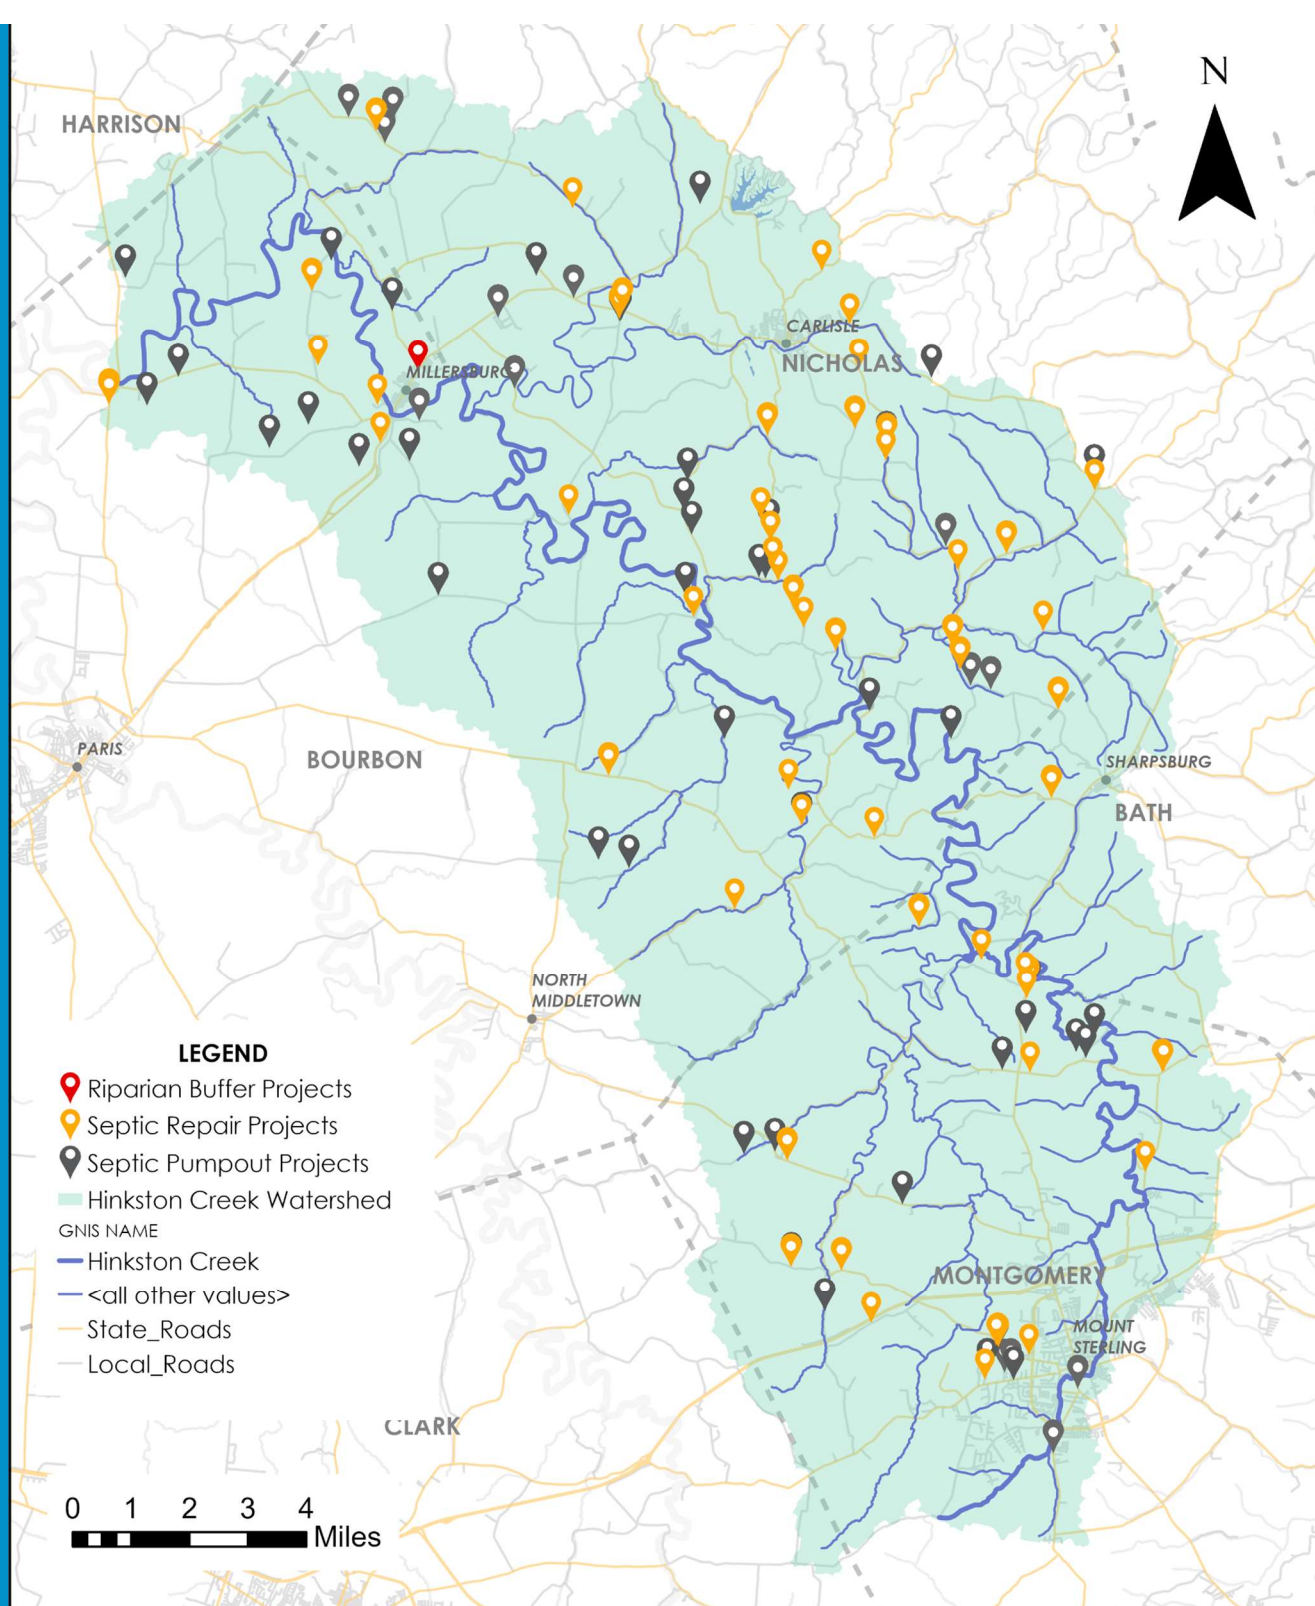 N
HARRISON
CARLISLE
NICHOLAS
MILLERSBURG
PARIS
BOURBON
SHARPSBURG
BATH
NORTH
MIDDLETOWN
LEGEND
Riparian Buffer Projects
Septic Repair Projects
Septic Pumpout Projects
Hinkston Creek Watershed
GNIS NAME
Hinkston Creek
<all other values>
State_Roads
Local_Roads
MONTGOMERY
MOUNT
STERLING
CLARK
0 1 2 3 4
Miles